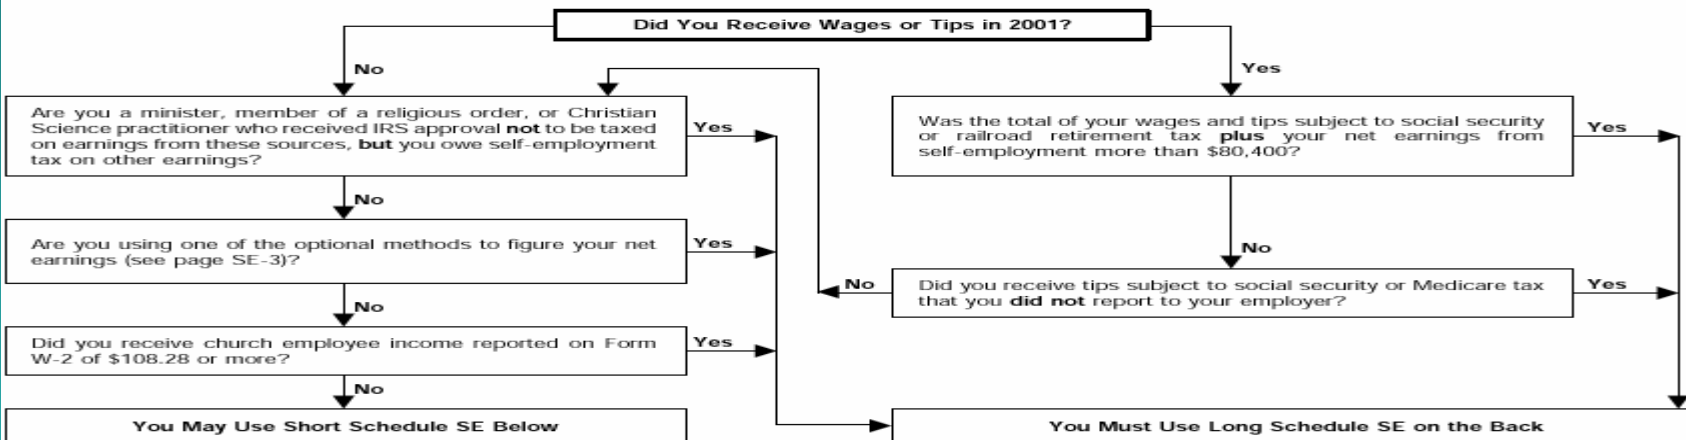 Did You Receive Wages or Tips in 2001?
No
Yes
Are you a minister, member of a religious order, or Christian
Science practitioner who received IRS approval not to be taxed
on earnings from these sources, but you owe self-employment
tax on other earnings?
Yes
Was the total of your wages and tips subject to social security
or railroad retirement tax plus your net earnings from
self-employment more than $80,400?
Yes
No
Are you using one of the optional methods to figure your net
earnings (see page SE-3)?
Yes
No
No
Did you receive tips subject to social security or Medicare tax
that you did not report to your employer?
Yes
No
Did you receive church employee income reported on Form
W-2 of $108.28 or more?
Yes
No
You May Use Short Schedule SE Below
You Must Use Long Schedule SE on the Back